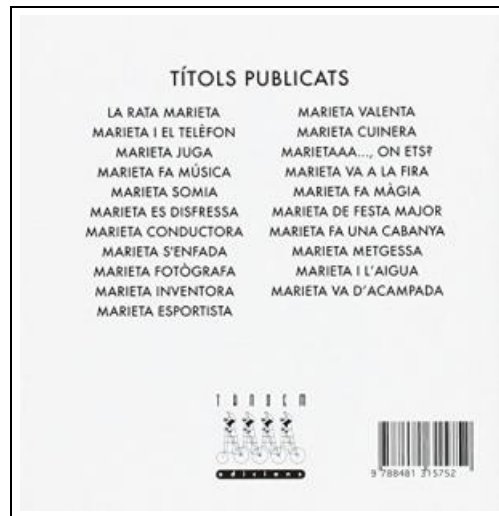 TÍTOLS PUBLICATS
LA RATA MARIETA
MARIETA I EL TELÈFON
MARIETA JUGA
MARIETA FA MÚSICA
MARIETA SOMIA
MARIETA ES DISFRESSA
MARIETA CONDUCTORA
MARIETA S'ENFADA
MARIETA FOTÒGRAFA
MARIETA INVENTORA
MARIETA ESPORTISTA
MARIETA VALENTA
MARIETA CUINERA
MARIETAAA..., ON ETS?
MARIETA VA A LA FIRA
MARIETA FA MÀGIA
MARIETA DE FESTA MAJOR
MARIETA FA UNA CABANYA
MARIETA METGESSA
MARIETA I L'AIGUA
MARIETA VA D'ACAMPADA
TANDEM
edicions
9 788481 315752